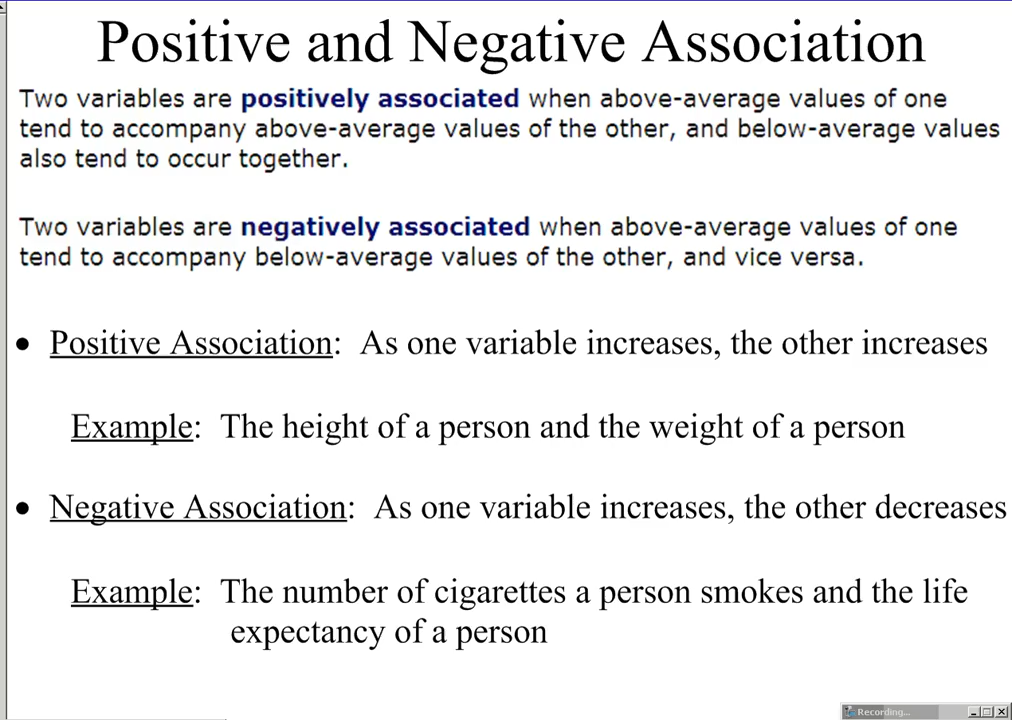 Positive and Negative Association
Two variables are positively associated when above-average values of one
tend to accompany above-average values of the other, and below-average values
also tend to occur together.
Two variables are negatively associated when above-average values of one
tend to accompany below-average values of the other, and vice versa.
• Positive Association: As one variable increases, the other increases
Example: The height of a person and the weight of a person
• Negative Association: As one variable increases, the other decreases
Example: The number of cigarettes a person smokes and the life
expectancy of a person
Recording...